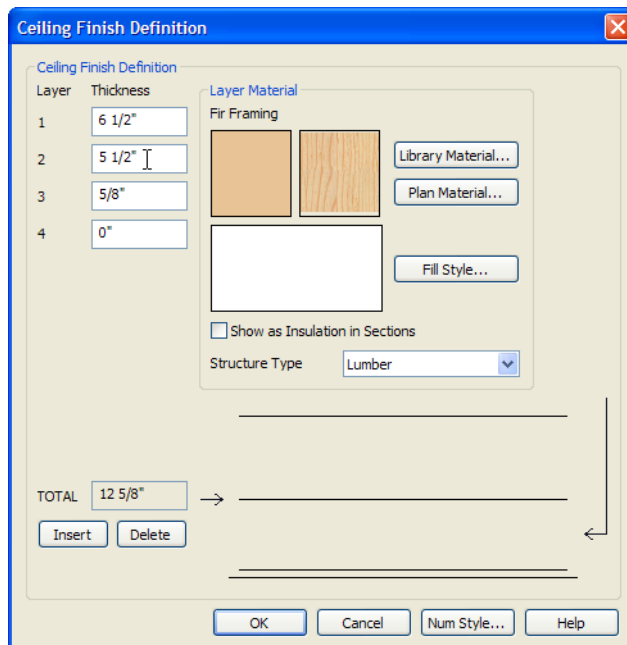 Ceiling Finish Definition
Ceiling Finish Definition
Layer Thickness
1 6 1/2"
2 5 1/2"
3 5/8"
4 0"
Layer Material
Fir Framing
Library Material...
Plan Material...
Fill Style...
Show as Insulation in Sections
Structure Type Lumber
TOTAL 12 5/8"
Insert Delete
OK Cancel Num Style... Help